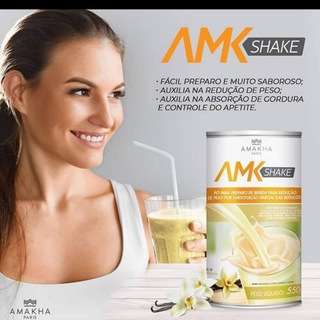 AMK SHAKE
• FÁCIL PREPARO E MUITO SABOROSO;
• AUXILIA NA REDUÇÃO DE PESO;
• AUXILIA NA ABSORÇÃO DE GORDURA
E CONTROLE DO APETITE.
AMAKHA
PARIS
AMK SHAKE
PÓ PARA PREPARO DE BEBIDA PARA REDUÇÃO
DE PESO POR SUBSTITUIÇÃO PARCIAL DAS REFEIÇÕES
PESO LÍQUIDO: 550
AMAKHA
PARIS